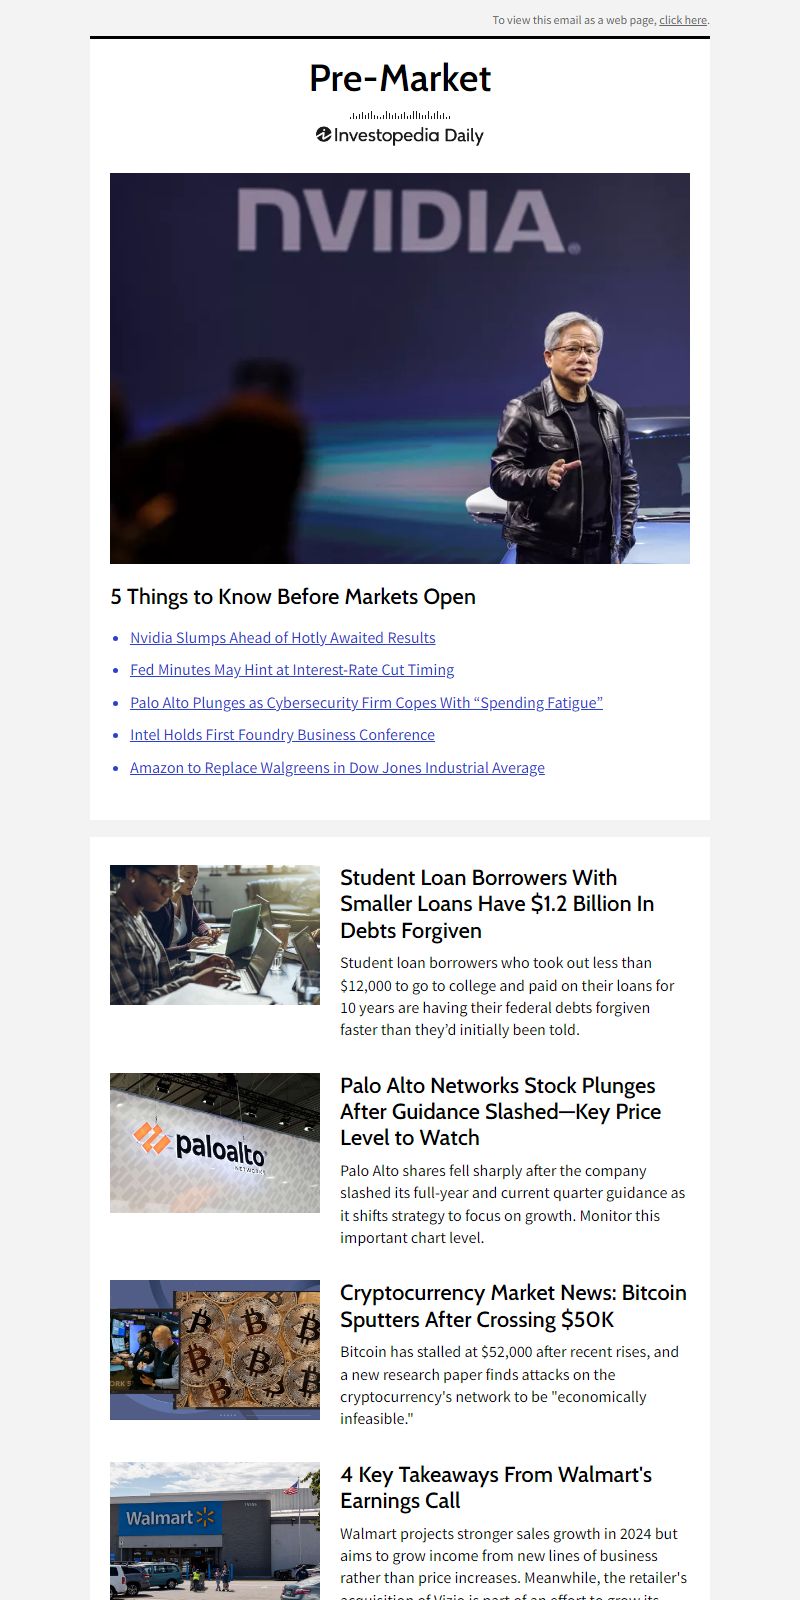 To view this email as a web page, click here.
Pre-Market
Investopedia Daily
NVIDIA.
5 Things to Know Before Markets Open
• Nvidia Slumps Ahead of Hotly Awaited Results
• Fed Minutes May Hint at Interest-Rate Cut Timing
• Palo Alto Plunges as Cybersecurity Firm Copes With “Spending Fatigue”
• Intel Holds First Foundry Business Conference
• Amazon to Replace Walgreens in Dow Jones Industrial Average
Student Loan Borrowers With
Smaller Loans Have $1.2 Billion In
Debts Forgiven
Student loan borrowers who took out less than
$12,000 to go to college and paid on their loans for
10 years are having their federal debts forgiven
faster than they’d initially been told.
paloalto
NETWORKS
Palo Alto Networks Stock Plunges
After Guidance Slashed—Key Price
Level to Watch
Palo Alto shares fell sharply after the company
slashed its full-year and current quarter guidance as
it shifts strategy to focus on growth. Monitor this
important chart level.
Cryptocurrency Market News: Bitcoin
Sputters After Crossing $50K
Bitcoin has stalled at $52,000 after recent rises, and
a new research paper finds attacks on the
cryptocurrency's network to be "economically
infeasible."
Walmart
4 Key Takeaways From Walmart's
Earnings Call
Walmart projects stronger sales growth in 2024 but
aims to grow income from new lines of business
rather than price increases. Meanwhile, the retailer's
acquisition of Vizio is part of an effort to grow its